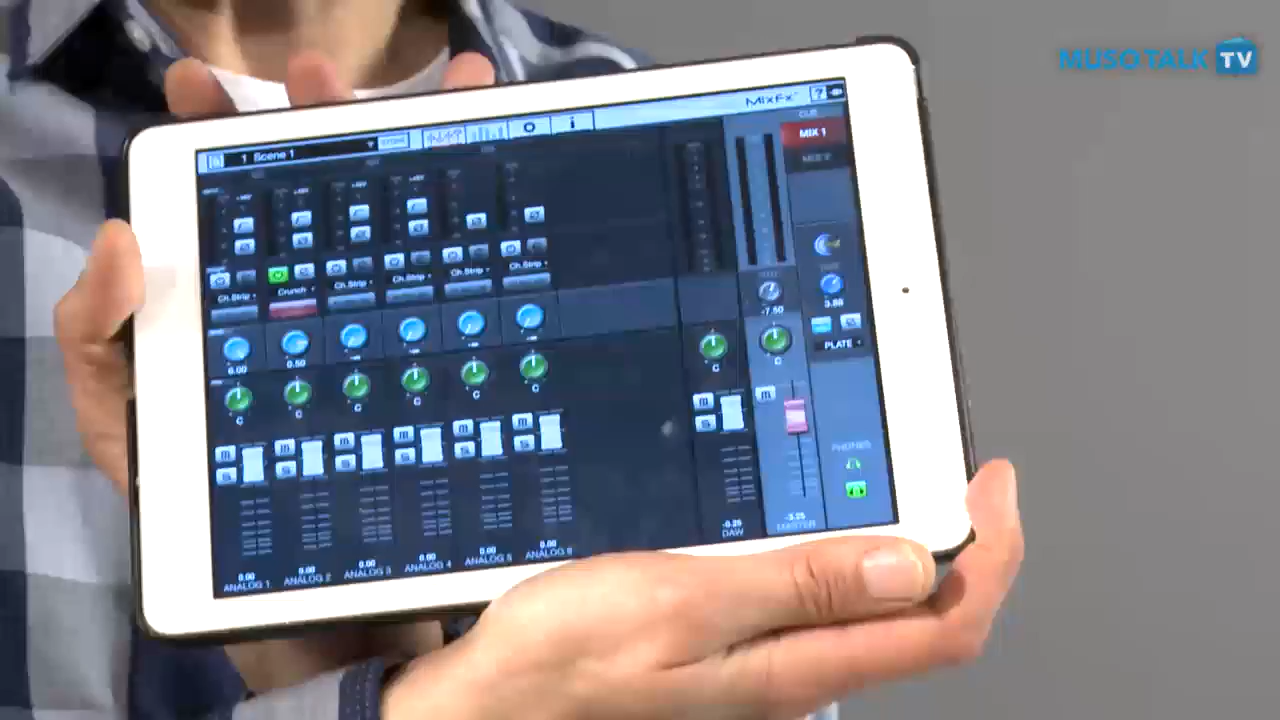 MUSOTALK TV
MixFx
?
1 Scene 1
i
CUE
MIX 1
MIX 2
Ch.Strip
Crunch
Ch.Strip
Ch.Strip
Ch.Strip
Ch.Strip
-7.50
3.88
6.00
0.50
PLATE
C
C
C
C
C
C
C
C
M
M
M
M
M
M
M
M
S
S
S
S
S
S
S
PHONES
0.00
0.00
0.00
0.00
0.00
0.00
-0.25
-3.25
ANALOG 1
ANALOG 2
ANALOG 3
ANALOG 4
ANALOG 5
ANALOG 6
DAW
MASTER